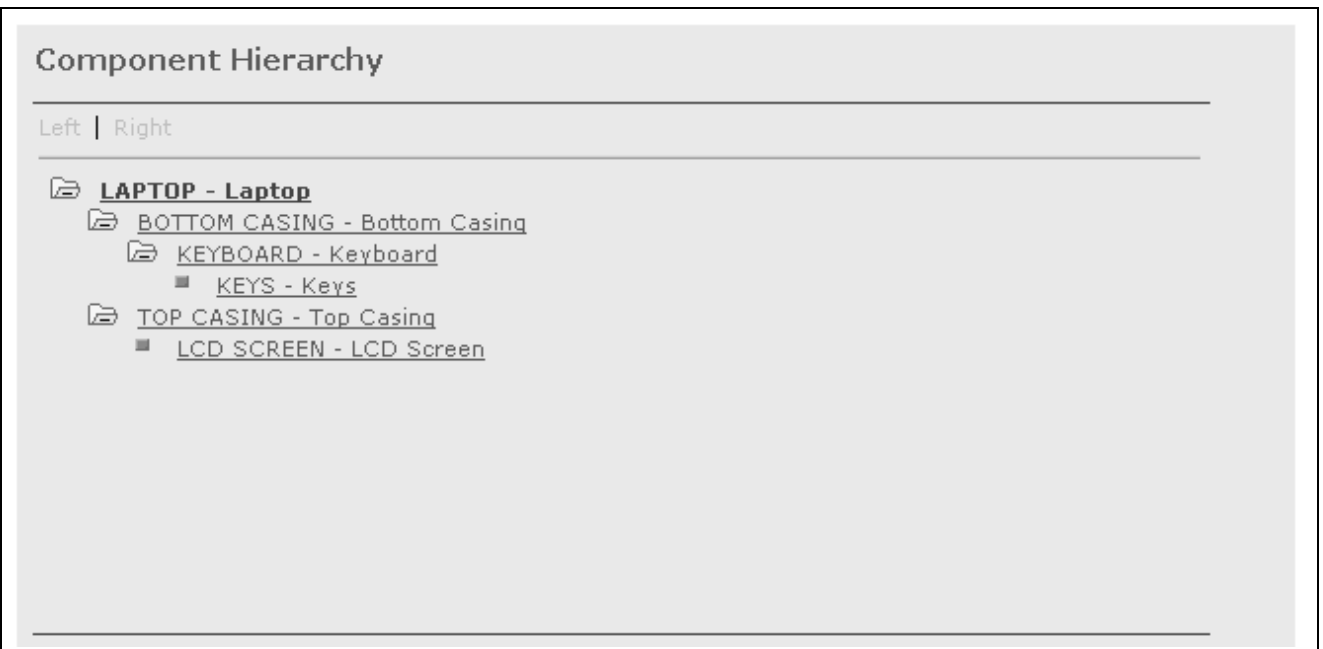 Component Hierarchy
Left | Right
LAPTOP - Laptop
BOTTOM CASING - Bottom Casing
KEYBOARD - Keyboard
KEYS - Keys
TOP CASING - Top Casing
LCD SCREEN - LCD Screen